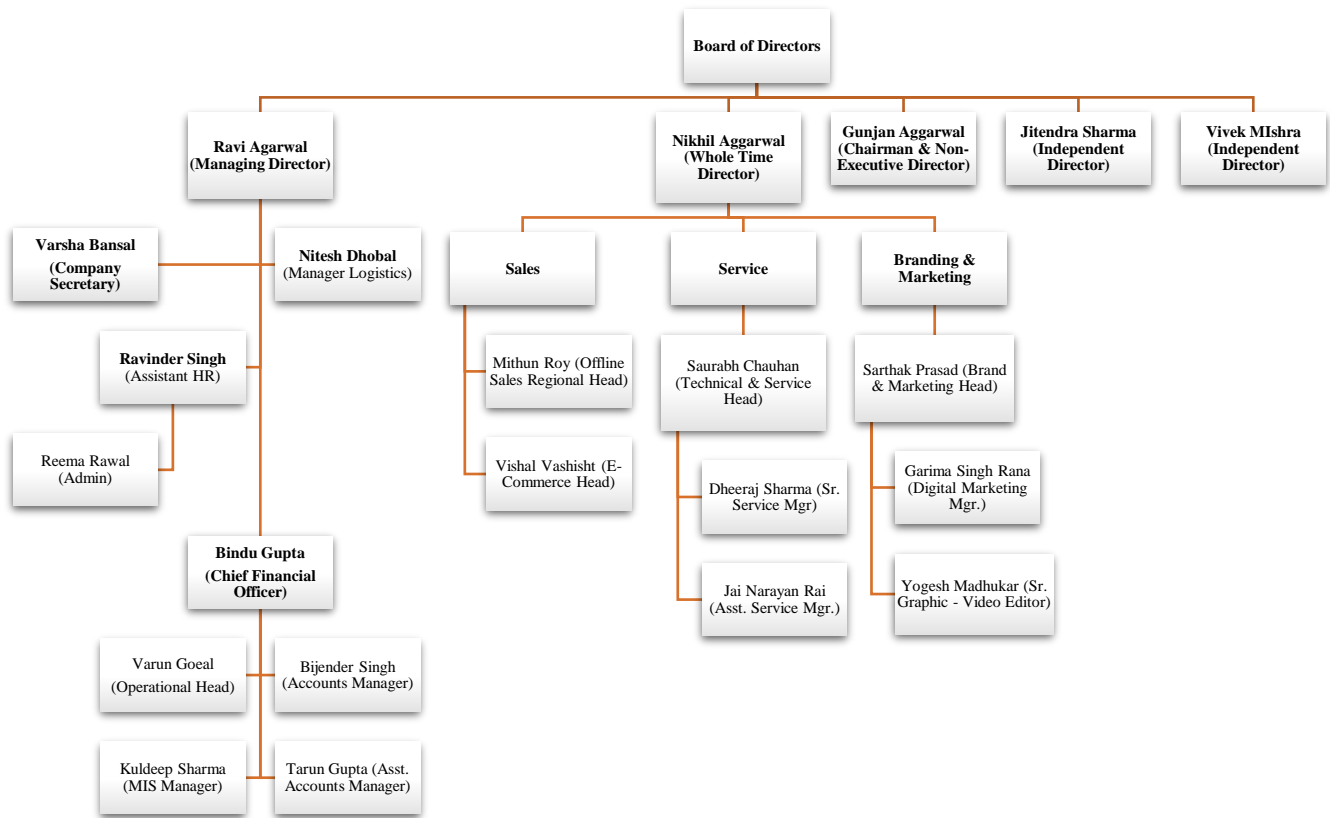 Board of Directors
Ravi Agarwal
(Managing Director)
Nikhil Aggarwal
(Whole Time
Director)
Gunjan Aggarwal
(Chairman & Non-
Executive Director)
Jitendra Sharma
(Independent
Director)
Vivek MIshra
(Independent
Director)
Varsha Bansal
(Company
Secretary)
Nitesh Dhobal
(Manager Logistics)
Sales
Service
Branding &
Marketing
Ravinder Singh
(Assistant HR)
Mithun Roy (Offline
Sales Regional Head)
Saurabh Chauhan
(Technical & Service
Head)
Sarthak Prasad (Brand
& Marketing Head)
Reema Rawal
(Admin)
Vishal Vashisht (E-
Commerce Head)
Dheeraj Sharma (Sr.
Service Mgr)
Garima Singh Rana
(Digital Marketing
Mgr.)
Bindu Gupta
(Chief Financial
Officer)
Jai Narayan Rai
(Asst. Service Mgr.)
Yogesh Madhukar (Sr.
Graphic - Video Editor)
Varun Goeal
(Operational Head)
Bijender Singh
(Accounts Manager)
Kuldeep Sharma
(MIS Manager)
Tarun Gupta (Asst.
Accounts Manager)